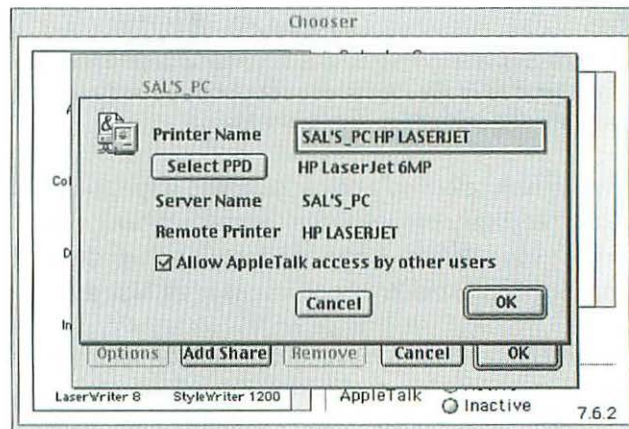 Chooser
SAL'S_PC
Printer Name SAL'S_PC HP LASERJET
Select PPD HP LaserJet 6MP
Server Name SAL'S_PC
Remote Printer HP LASERJET
Allow AppleTalk access by other users
Cancel OK
Options Add Share Remove Cancel OK
LaserWriter 8 StyleWriter 1200 AppleTalk
Inactive
7.6.2